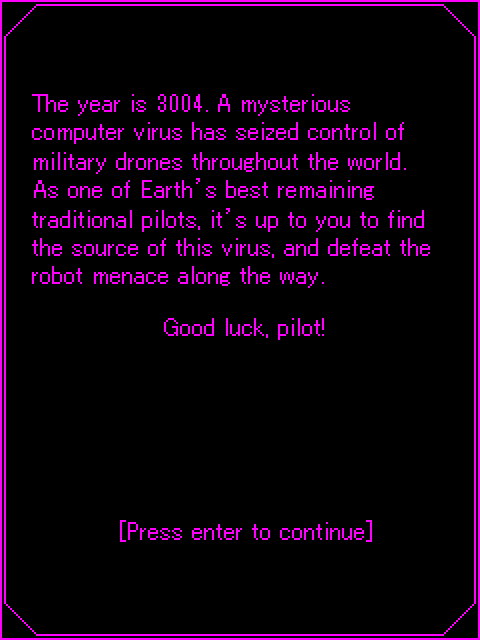 The year is 3004. A mysterious
computer virus has seized control of
military drones throughout the world.
As one of Earth's best remaining
traditional pilots, it's up to you to find
the source of this virus, and defeat the
robot menace along the way.
Good luck, pilot!
[Press enter to continue]